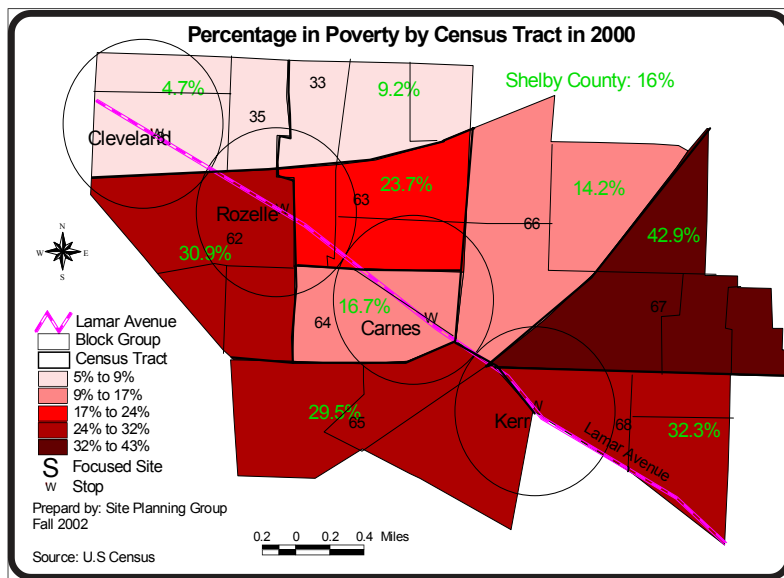 Percentage in Poverty by Census Tract in 2000
Shelby County: 16%
4.7%
33
9.2%
35
Cleveland
W
23.7%
63
14.2%
Rozelle
W
66
62
30.9%
42.9%
N
W
E
S
67
16.7%
64
W
Carnes
Lamar Avenue
Block Group
Census Tract
5% to 9%
9% to 17%
17% to 24%
24% to 32%
32% to 43%
S Focused Site
W Stop
29.5%
65
W
Kerr
68
32.3%
Lamar Avenue
Prepard by: Site Planning Group
Fall 2002
Source: U.S Census
0.2 0 0.2 0.4 Miles